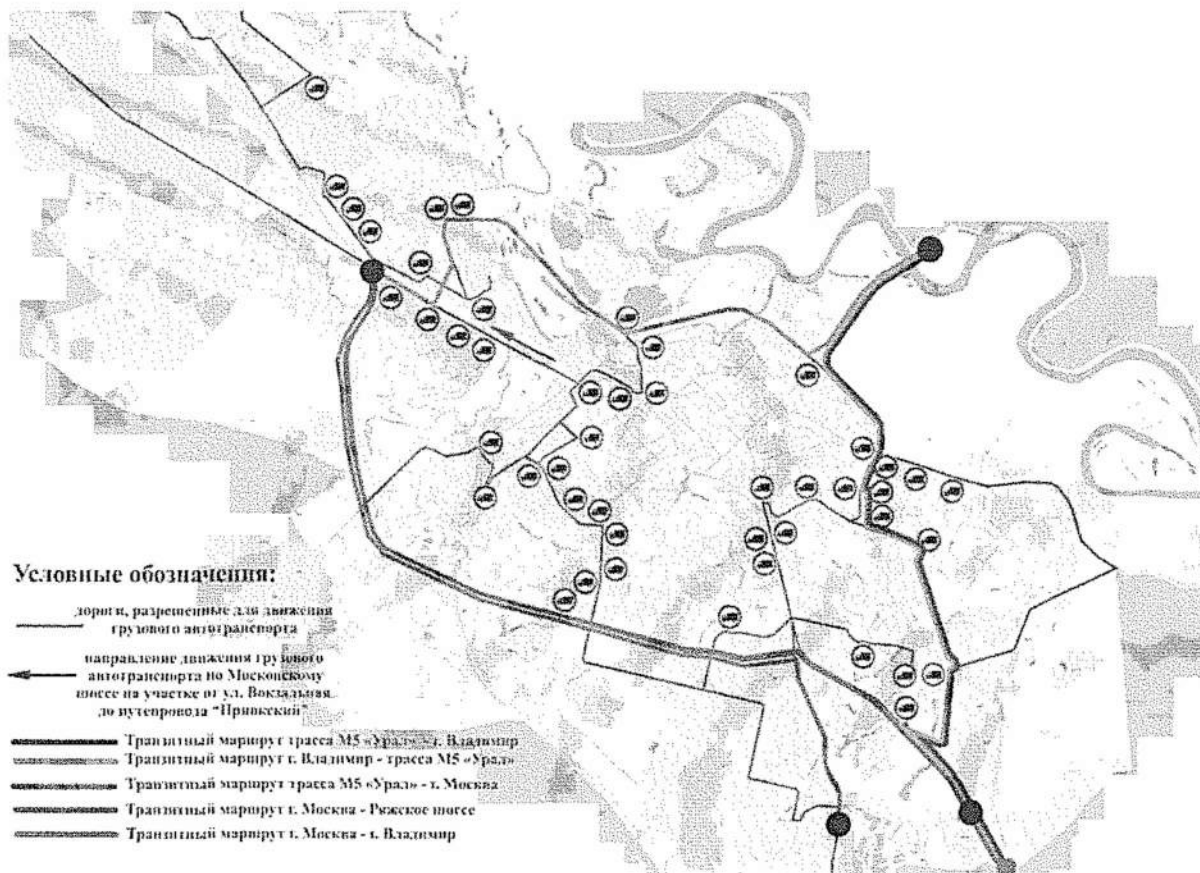 Условные обозначения:
дороги, разрешенные для движения
грузового автотранспорта
направление движения грузового
автотранспорта по Московскому
шоссе на участке от ул. Вокзальная
до путепровода "Приокский"
Транзитный маршрут трасса М5 «Урал» - г. Владимир
Транзитный маршрут г. Владимир - трасса М5 «Урал»
Транзитный маршрут трасса М5 «Урал» - г. Москва
Транзитный маршрут г. Москва - Ряжское шоссе
Транзитный маршрут г. Москва - г. Владимир